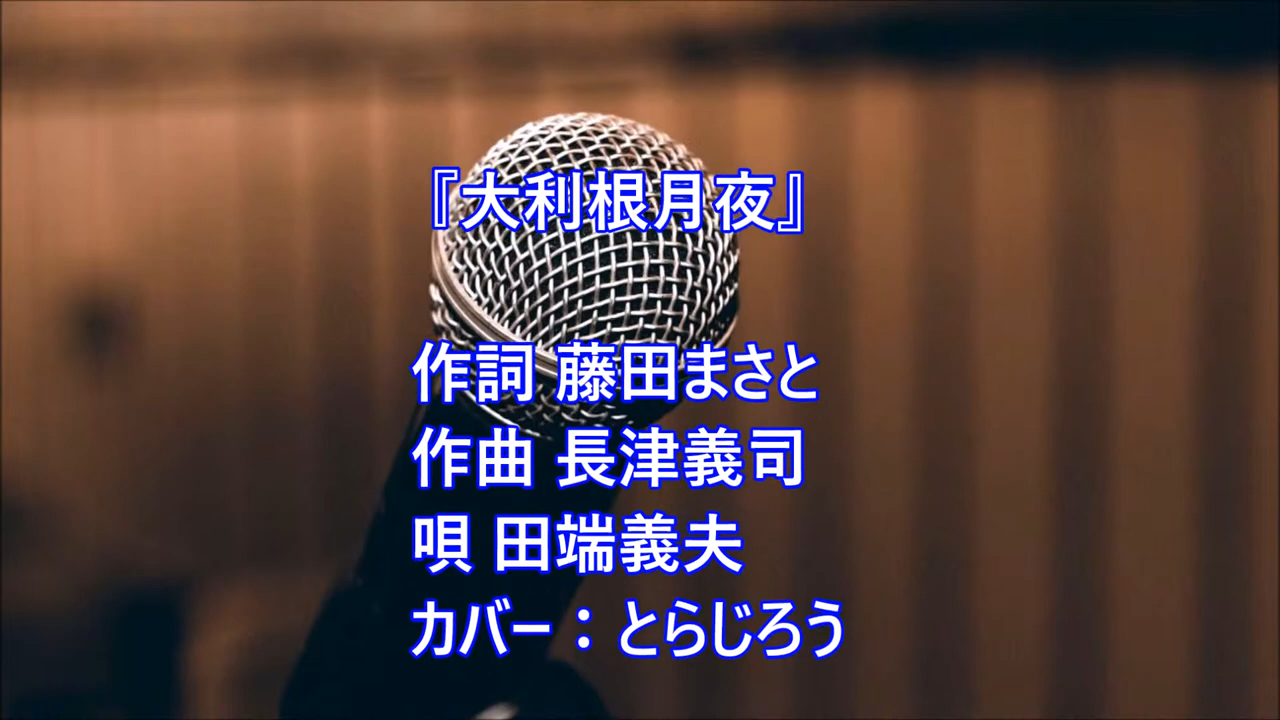 『大利根月夜』
作詞 藤田まさと
作曲 長津義司
唄 田端義夫
カバー：とらじろう